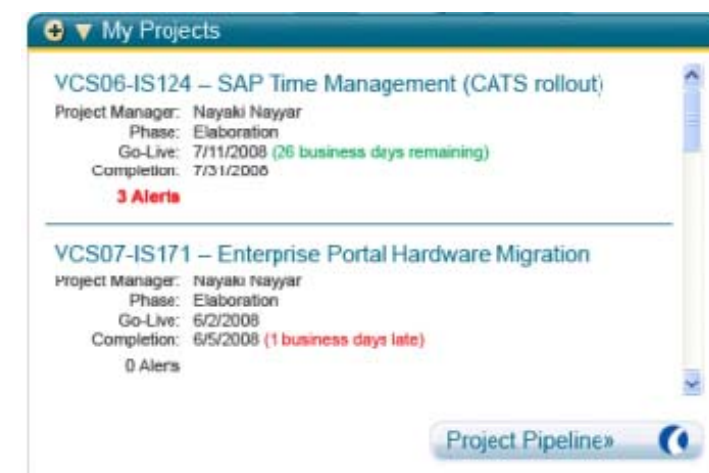 My Projects
VCS06-IS124 – SAP Time Management (CATS rollout)
Project Manager: Nayaki Nayyar
Phase: Elaboration
Go-Live: 7/11/2008 (26 business days remaining)
Completion: 7/31/2008
3 Alerts
VCS07-IS171 – Enterprise Portal Hardware Migration
Project Manager: Nayaki Nayyar
Phase: Elaboration
Go-Live: 6/2/2008
Completion: 6/5/2008 (1 business days late)
0 Alerts
Project Pipeline»